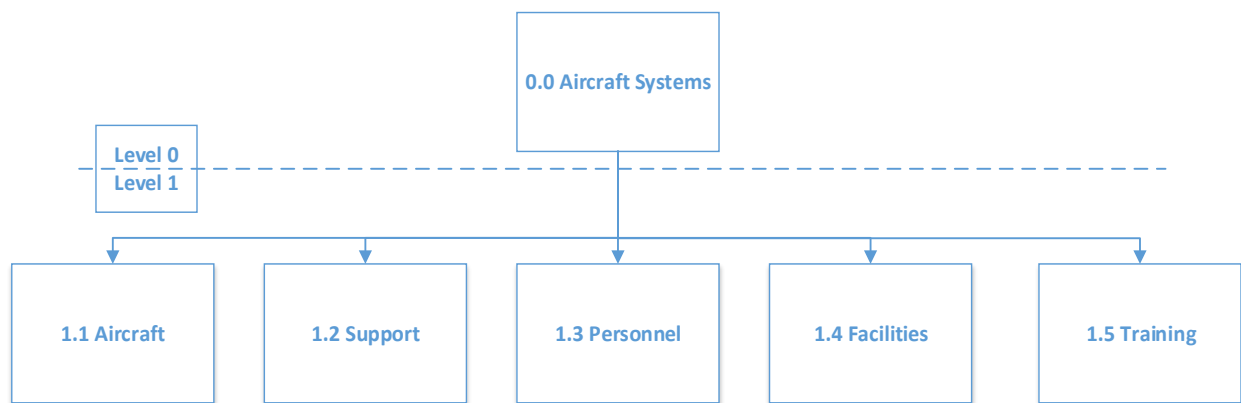 0.0 Aircraft Systems
Level 0
Level 1
1.1 Aircraft
1.2 Support
1.3 Personnel
1.4 Facilities
1.5 Training